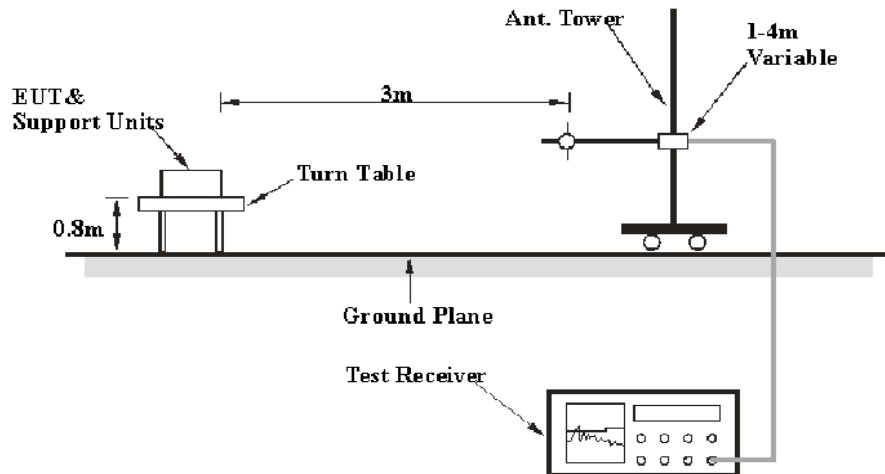 Ant. Tower
1-4m
Variable
3m
EUT&
Support Units
Turn Table
0.8m
Ground Plane
Test Receiver